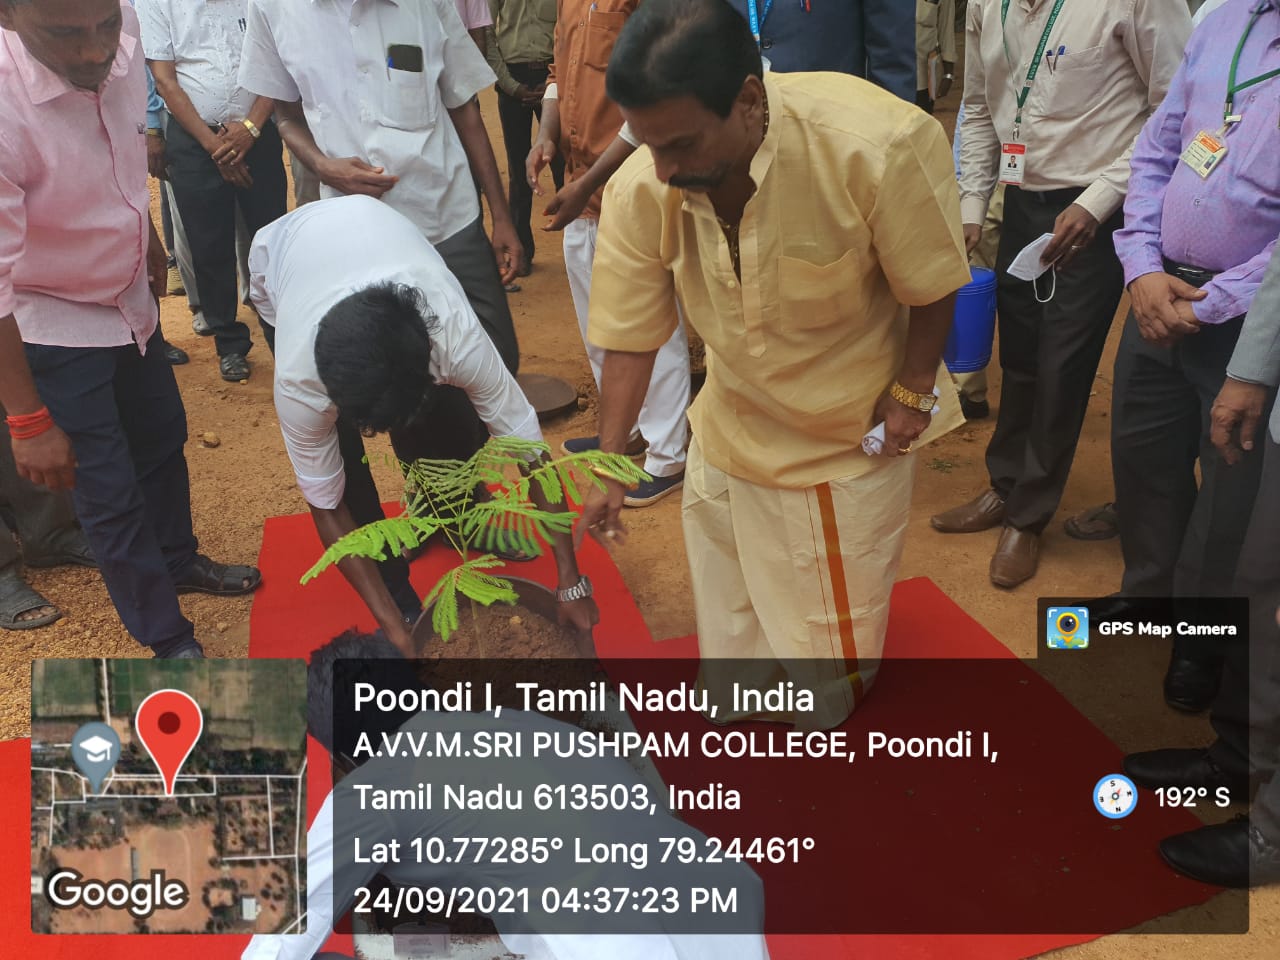 GPS Map Camera
Poondi I, Tamil Nadu, India
A.V.V.M.SRI PUSHPAM COLLEGE, Poondi I,
Tamil Nadu 613503, India
Lat 10.77285° Long 79.24461°
24/09/2021 04:37:23 PM
192° S
Google